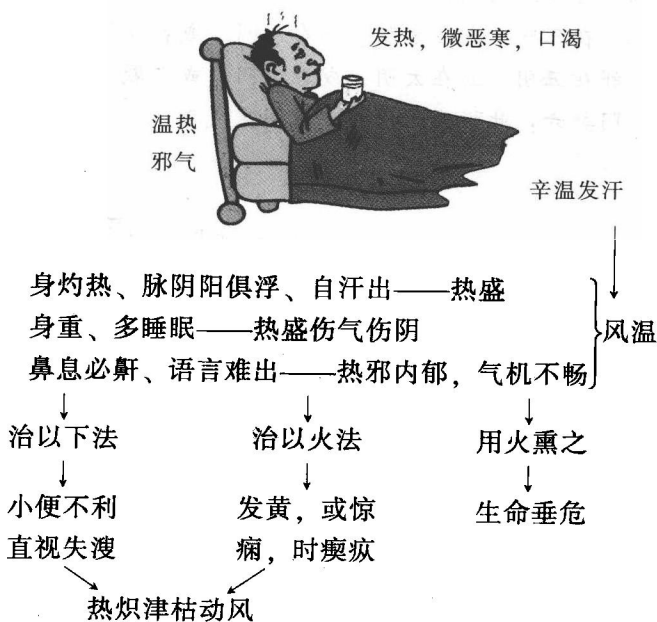 发热，微恶寒，口渴
温热
邪气
辛温发汗
身灼热、脉阴阳俱浮、自汗出——热盛
身重、多睡眠——热盛伤气伤阴
风温
鼻息必鼾、语言难出——热邪内郁，气机不畅
治以下法 治以火法 用火熏之
小便不利 发黄，或惊 生命垂危
直视失溲 痫，时瘈疭
热炽津枯动风